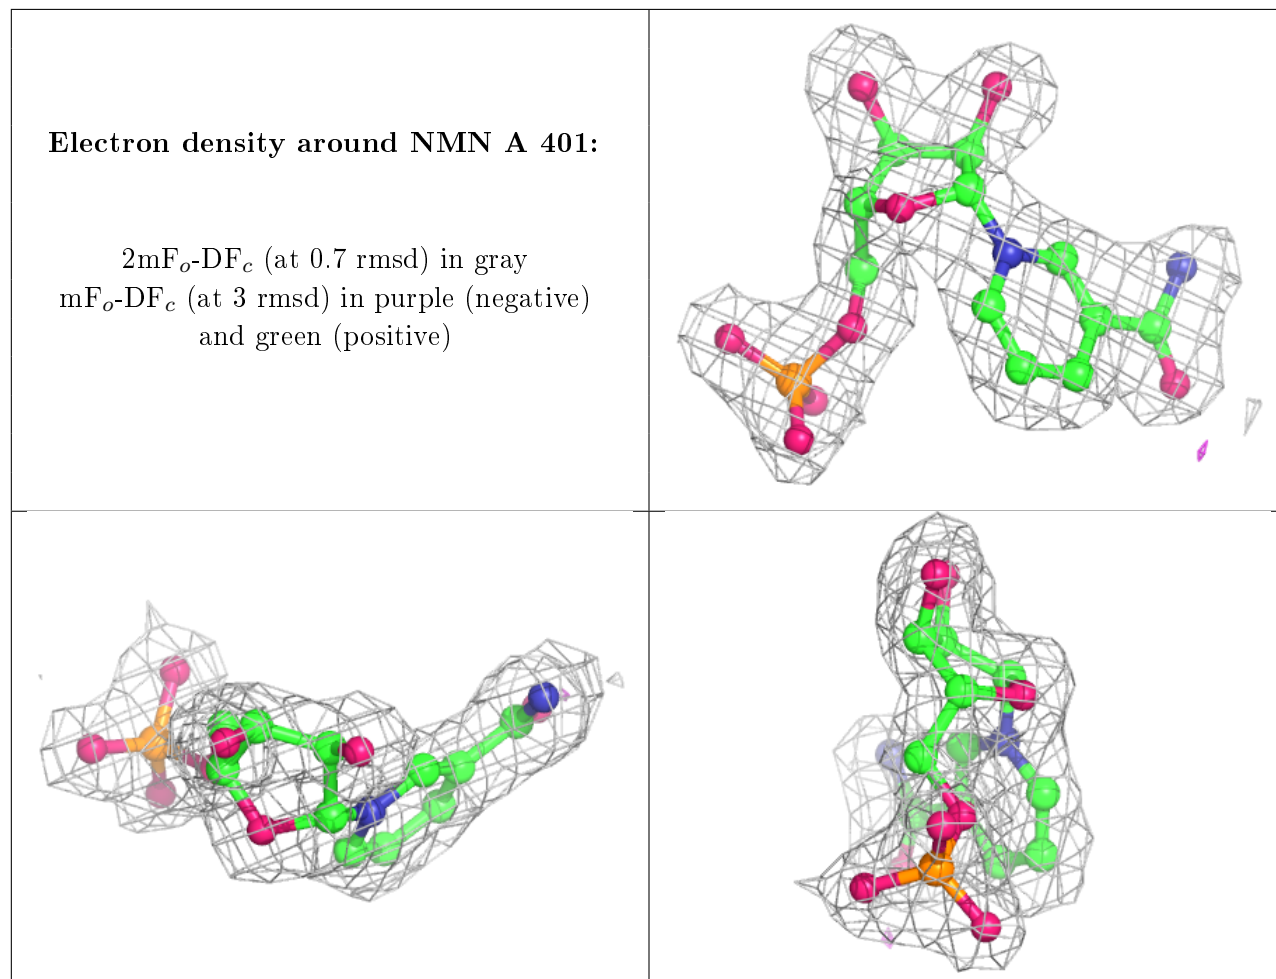 Electron density around NMN A 401:
2mFₒ-DF𝒸 (at 0.7 rmsd) in gray
mFₒ-DF𝒸 (at 3 rmsd) in purple (negative)
and green (positive)